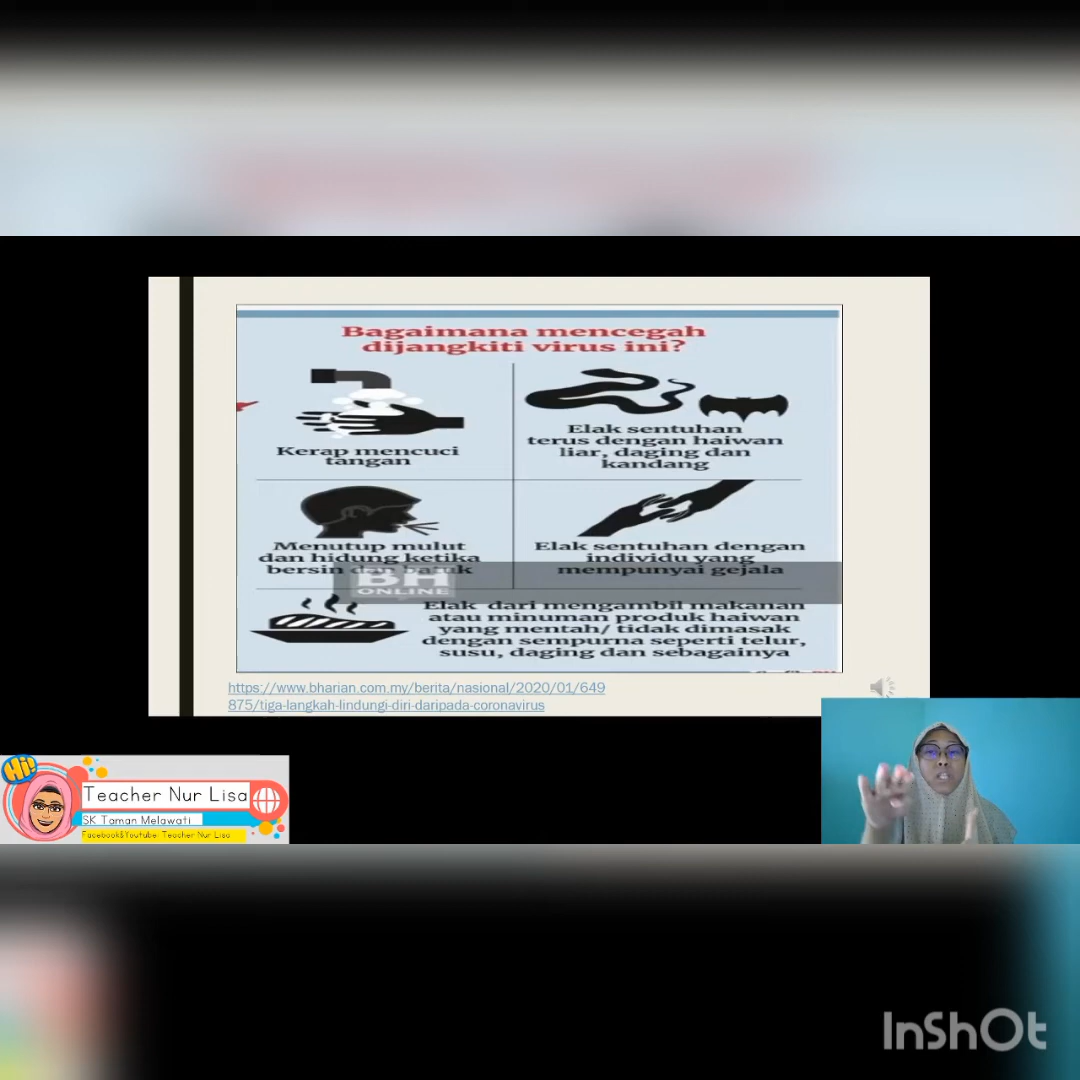 Bagaimana mencegah
dijangkiti virus ini?
Kerap mencuci
tangan
Elak sentuhan
terus dengan haiwan
liar, daging dan
kandang
Menutup mulut
dan hidung ketika
bersin dan batuk
Elak sentuhan dengan
individu yang
mempunyai gejala
BH
ONLINE
Elak dari mengambil makanan
atau minuman produk haiwan
yang mentah/ tidak dimasak
dengan sempurna seperti telur,
susu, daging dan sebagainya
https://www.bharian.com.my/berita/nasional/2020/01/649
875/tiga-langkah-lindungi-diri-daripada-coronavirus
Hi!
Teacher Nur Lisa
SK Taman Melawati
Facebook&Youtube: Teacher Nur Lisa
InShOt